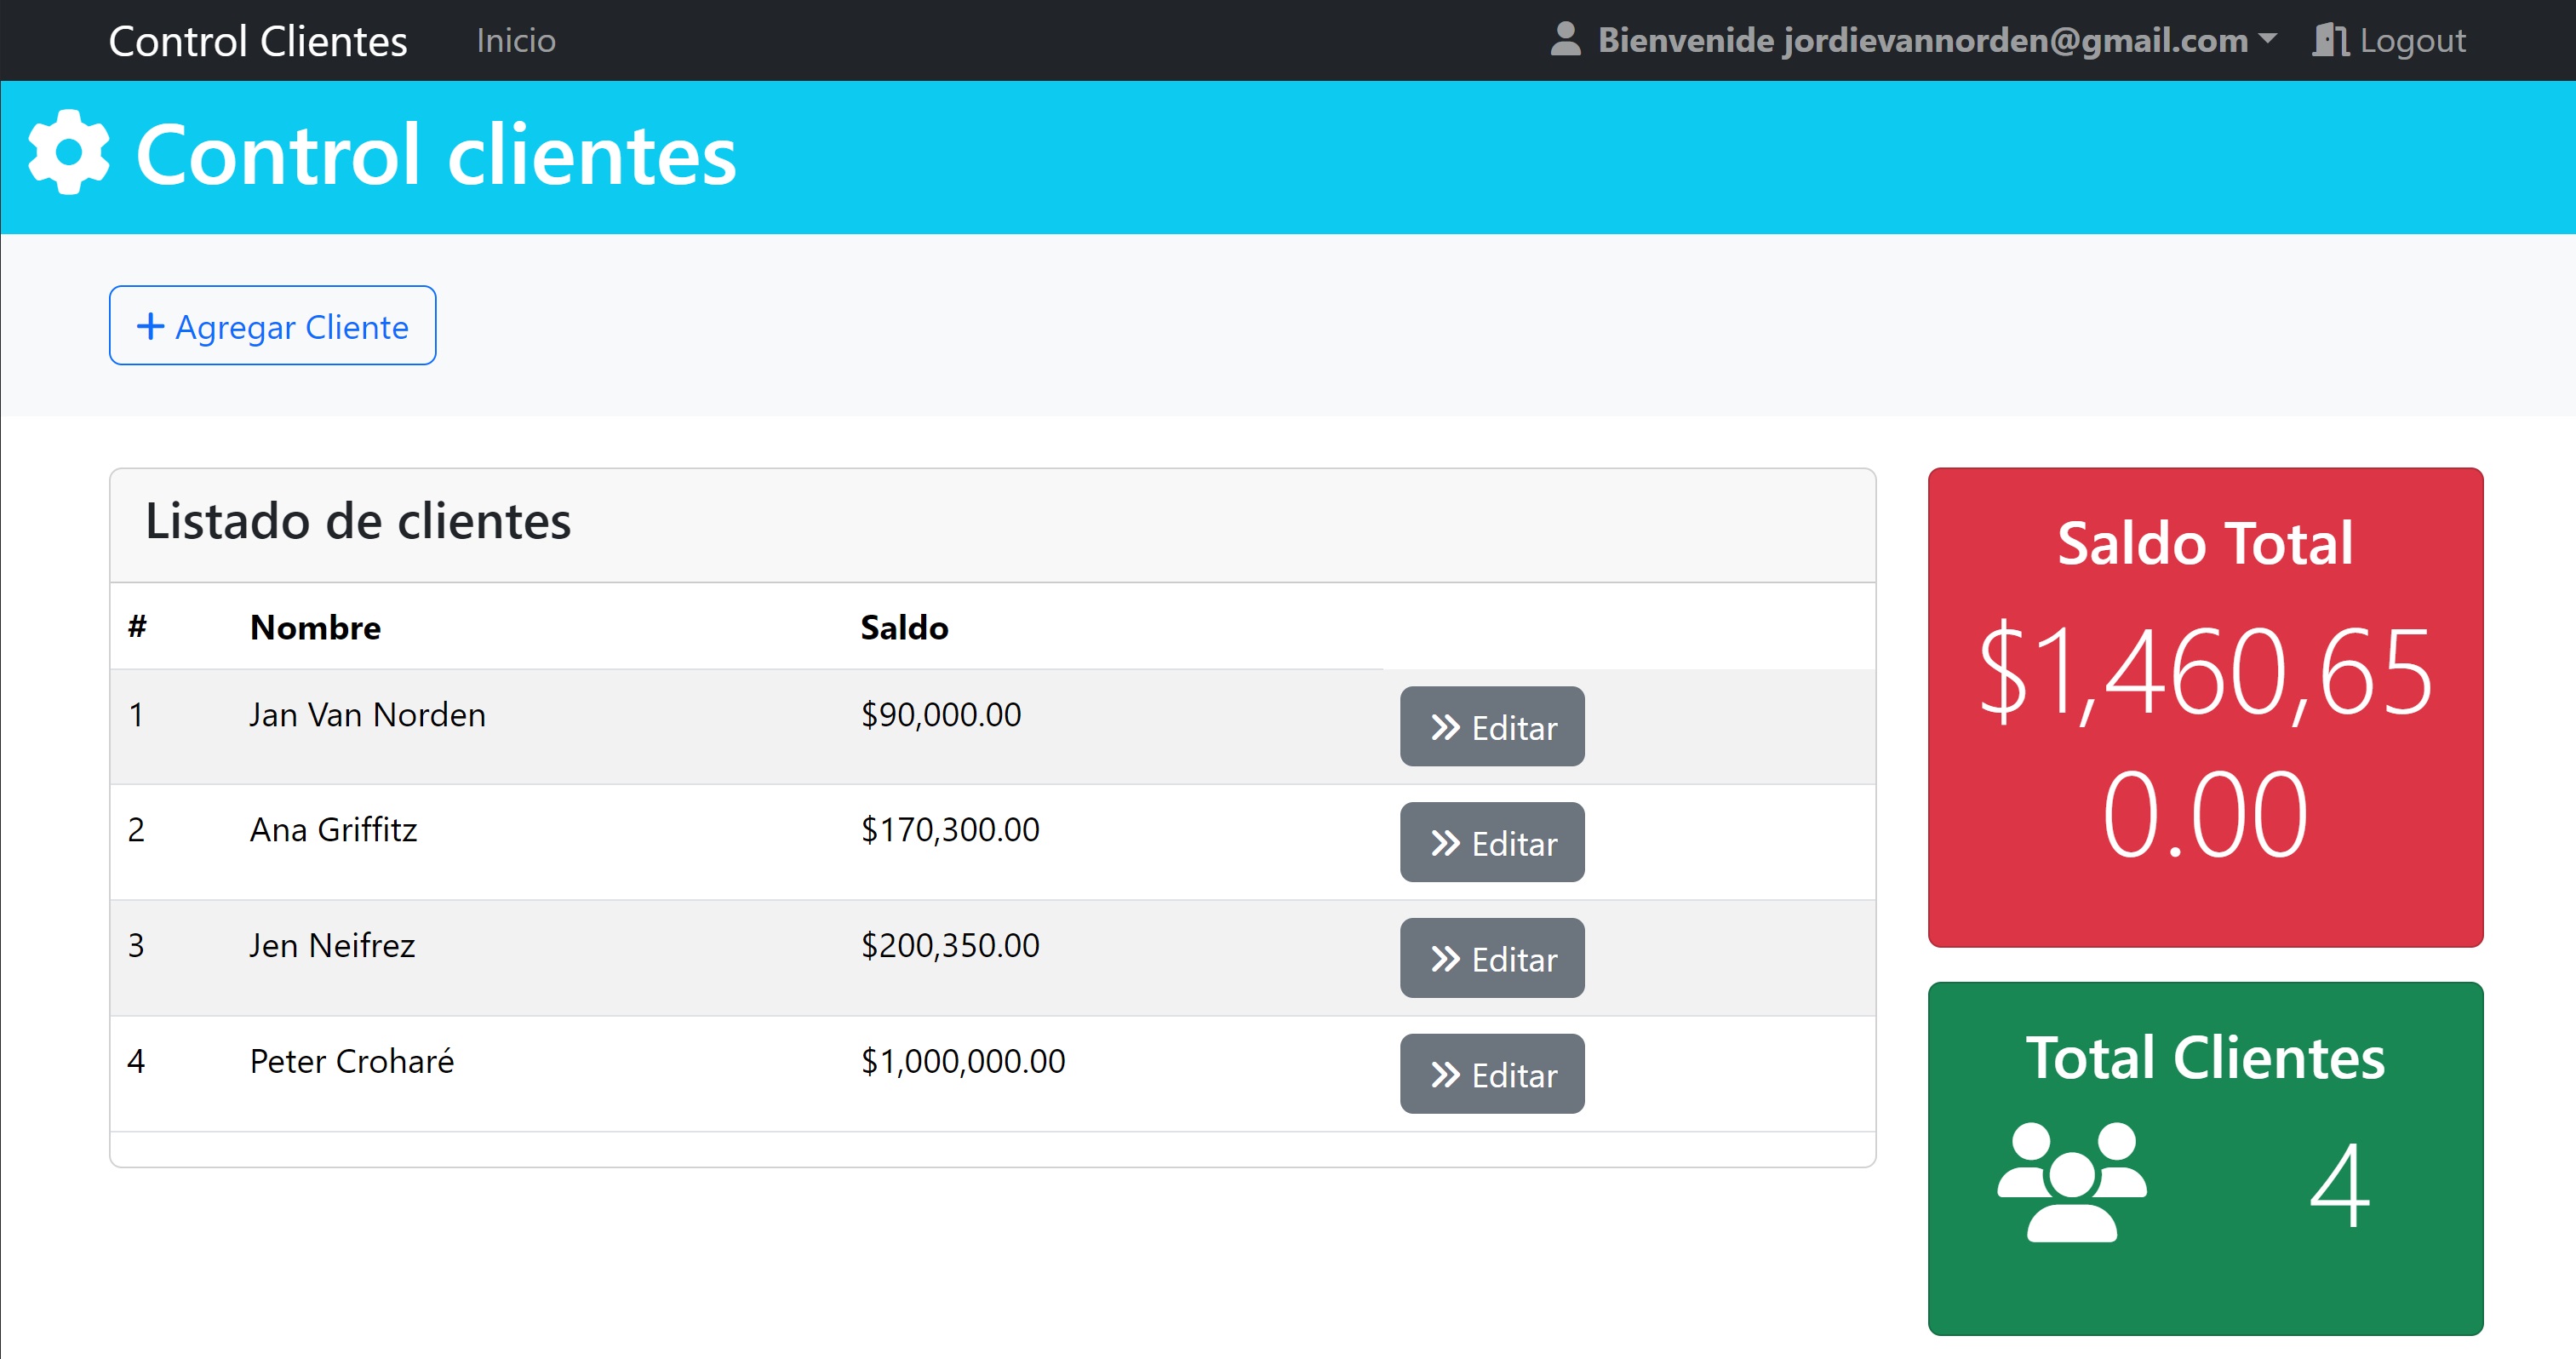 Control Clientes Inicio Bienvenide jordievannorden@gmail.com Logout
Control clientes
+ Agregar Cliente
Listado de clientes
# Nombre Saldo
1 Jan Van Norden $90,000.00 Editar
2 Ana Griffitz $170,300.00 Editar
3 Jen Neifrez $200,350.00 Editar
4 Peter Croharé $1,000,000.00 Editar
Saldo Total
$1,460,65
0.00
Total Clientes
4